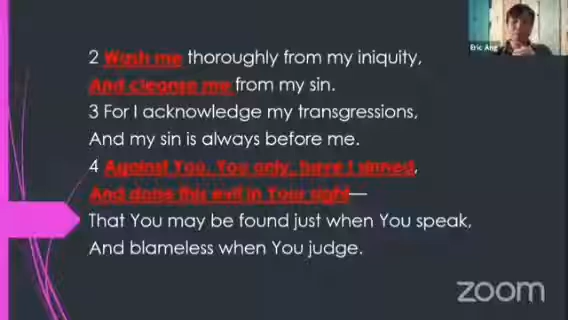 Eric Ang
2 Wash me thoroughly from my iniquity,
And cleanse me from my sin.
3 For I acknowledge my transgressions,
And my sin is always before me.
4 Against You, You only, have I sinned,
And done this evil in Your sight—
That You may be found just when You speak,
And blameless when You judge.
zoom